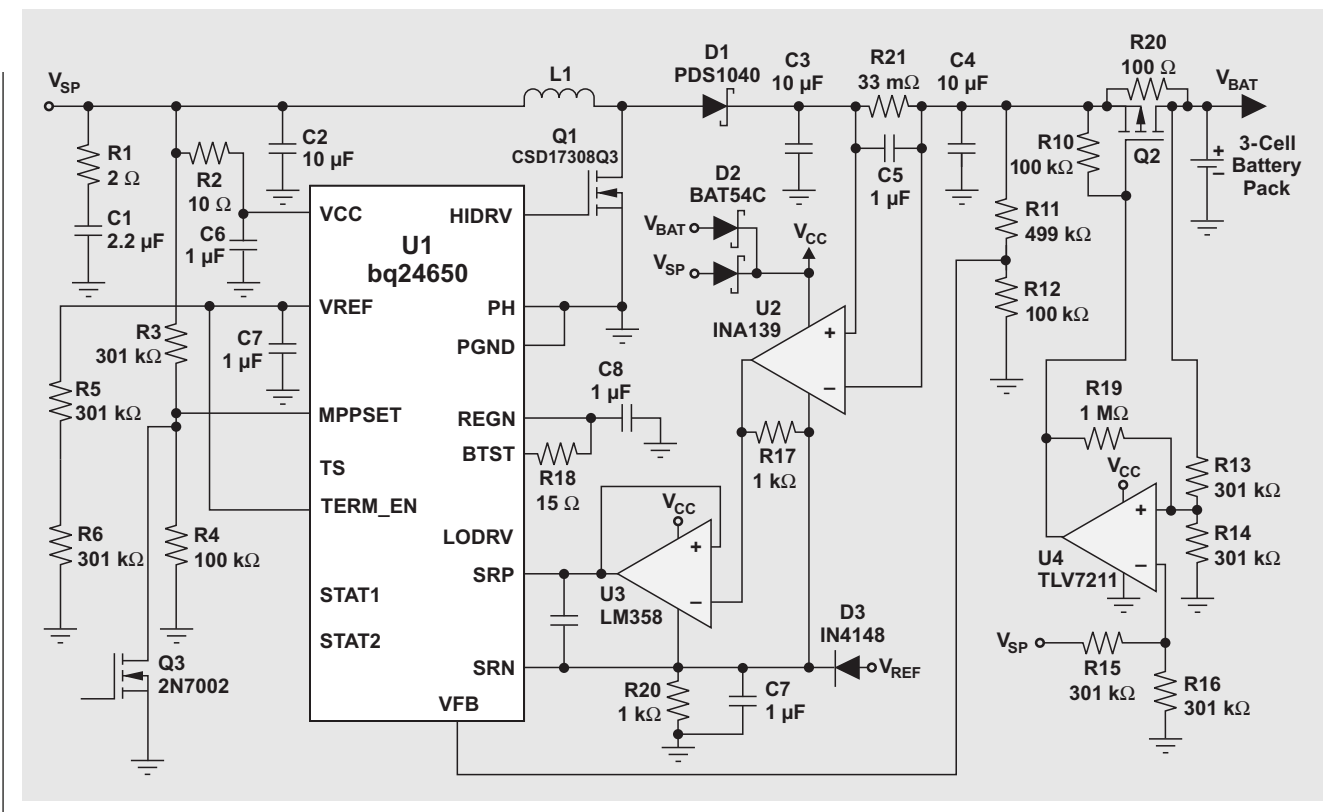 V_SP
R1
2 Ω
C1
2.2 µF
R2
10 Ω
C6
1 µF
C2
10 µF
L1
Q1
CSD17308Q3
D1
PDS1040
C3
10 µF
R21
33 mΩ
C5
1 µF
C4
10 µF
R20
100 Ω
V_BAT
R10
100 kΩ
Q2
+
–
3-Cell
Battery
Pack
R11
499 kΩ
R12
100 kΩ
D2
BAT54C
V_BAT
V_SP
V_CC
U2
INA139
+
–
U1
bq24650
VCC
VREF
MPPSET
TS
TERM_EN
STAT1
STAT2
HIDRV
PH
PGND
REGN
BTST
LODRV
SRP
SRN
VFB
C7
1 µF
R3
301 kΩ
R5
301 kΩ
R6
301 kΩ
R4
100 kΩ
Q3
2N7002
C8
1 µF
R18
15 Ω
R17
1 kΩ
V_CC
+
–
U3
LM358
R20
1 kΩ
C7
1 µF
D3
IN4148
V_REF
R19
1 MΩ
V_CC
+
–
U4
TLV7211
R13
301 kΩ
R14
301 kΩ
V_SP
R15
301 kΩ
R16
301 kΩ